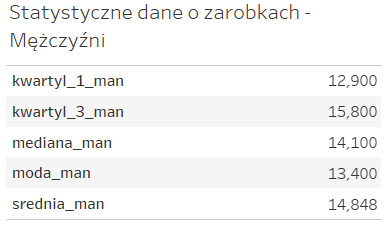 Statystyczne dane o zarobkach -
Mężczyźni
kwartyl_1_man 12,900
kwartyl_3_man 15,800
mediana_man 14,100
moda_man 13,400
srednia_man 14,848